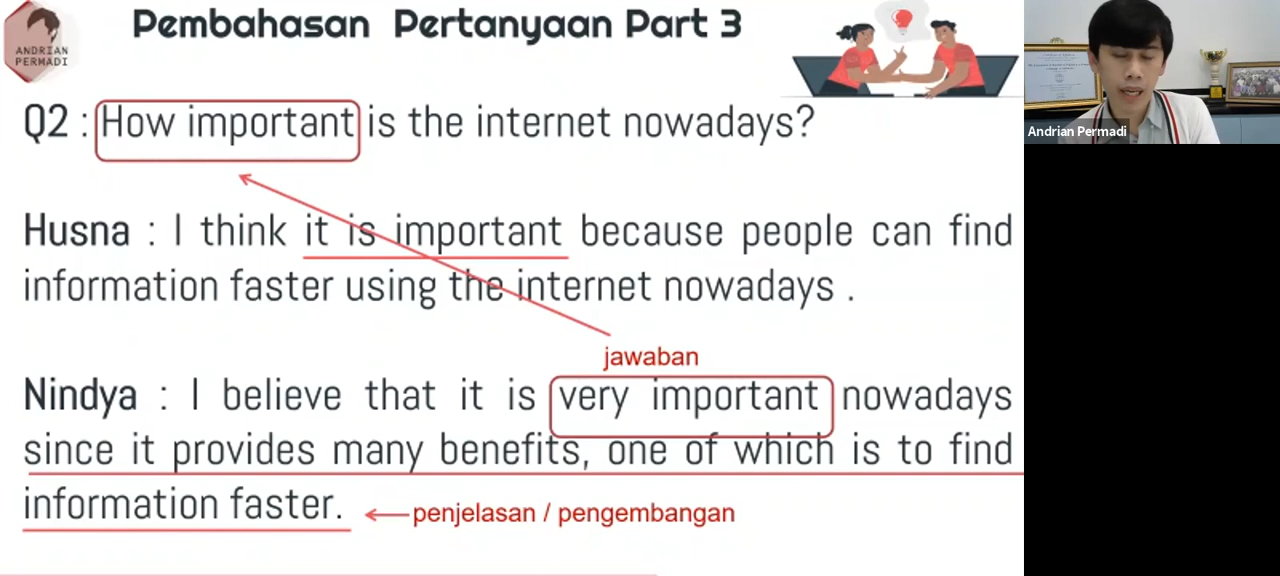 Pembahasan Pertanyaan Part 3
ANDRIAN
PERMADI
Q2 : How important is the internet nowadays?
Husna : I think it is important because people can find
information faster using the internet nowadays .
jawaban
Nindya : I believe that it is very important nowadays
since it provides many benefits, one of which is to find
information faster.
penjelasan / pengembangan
Andrian Permadi